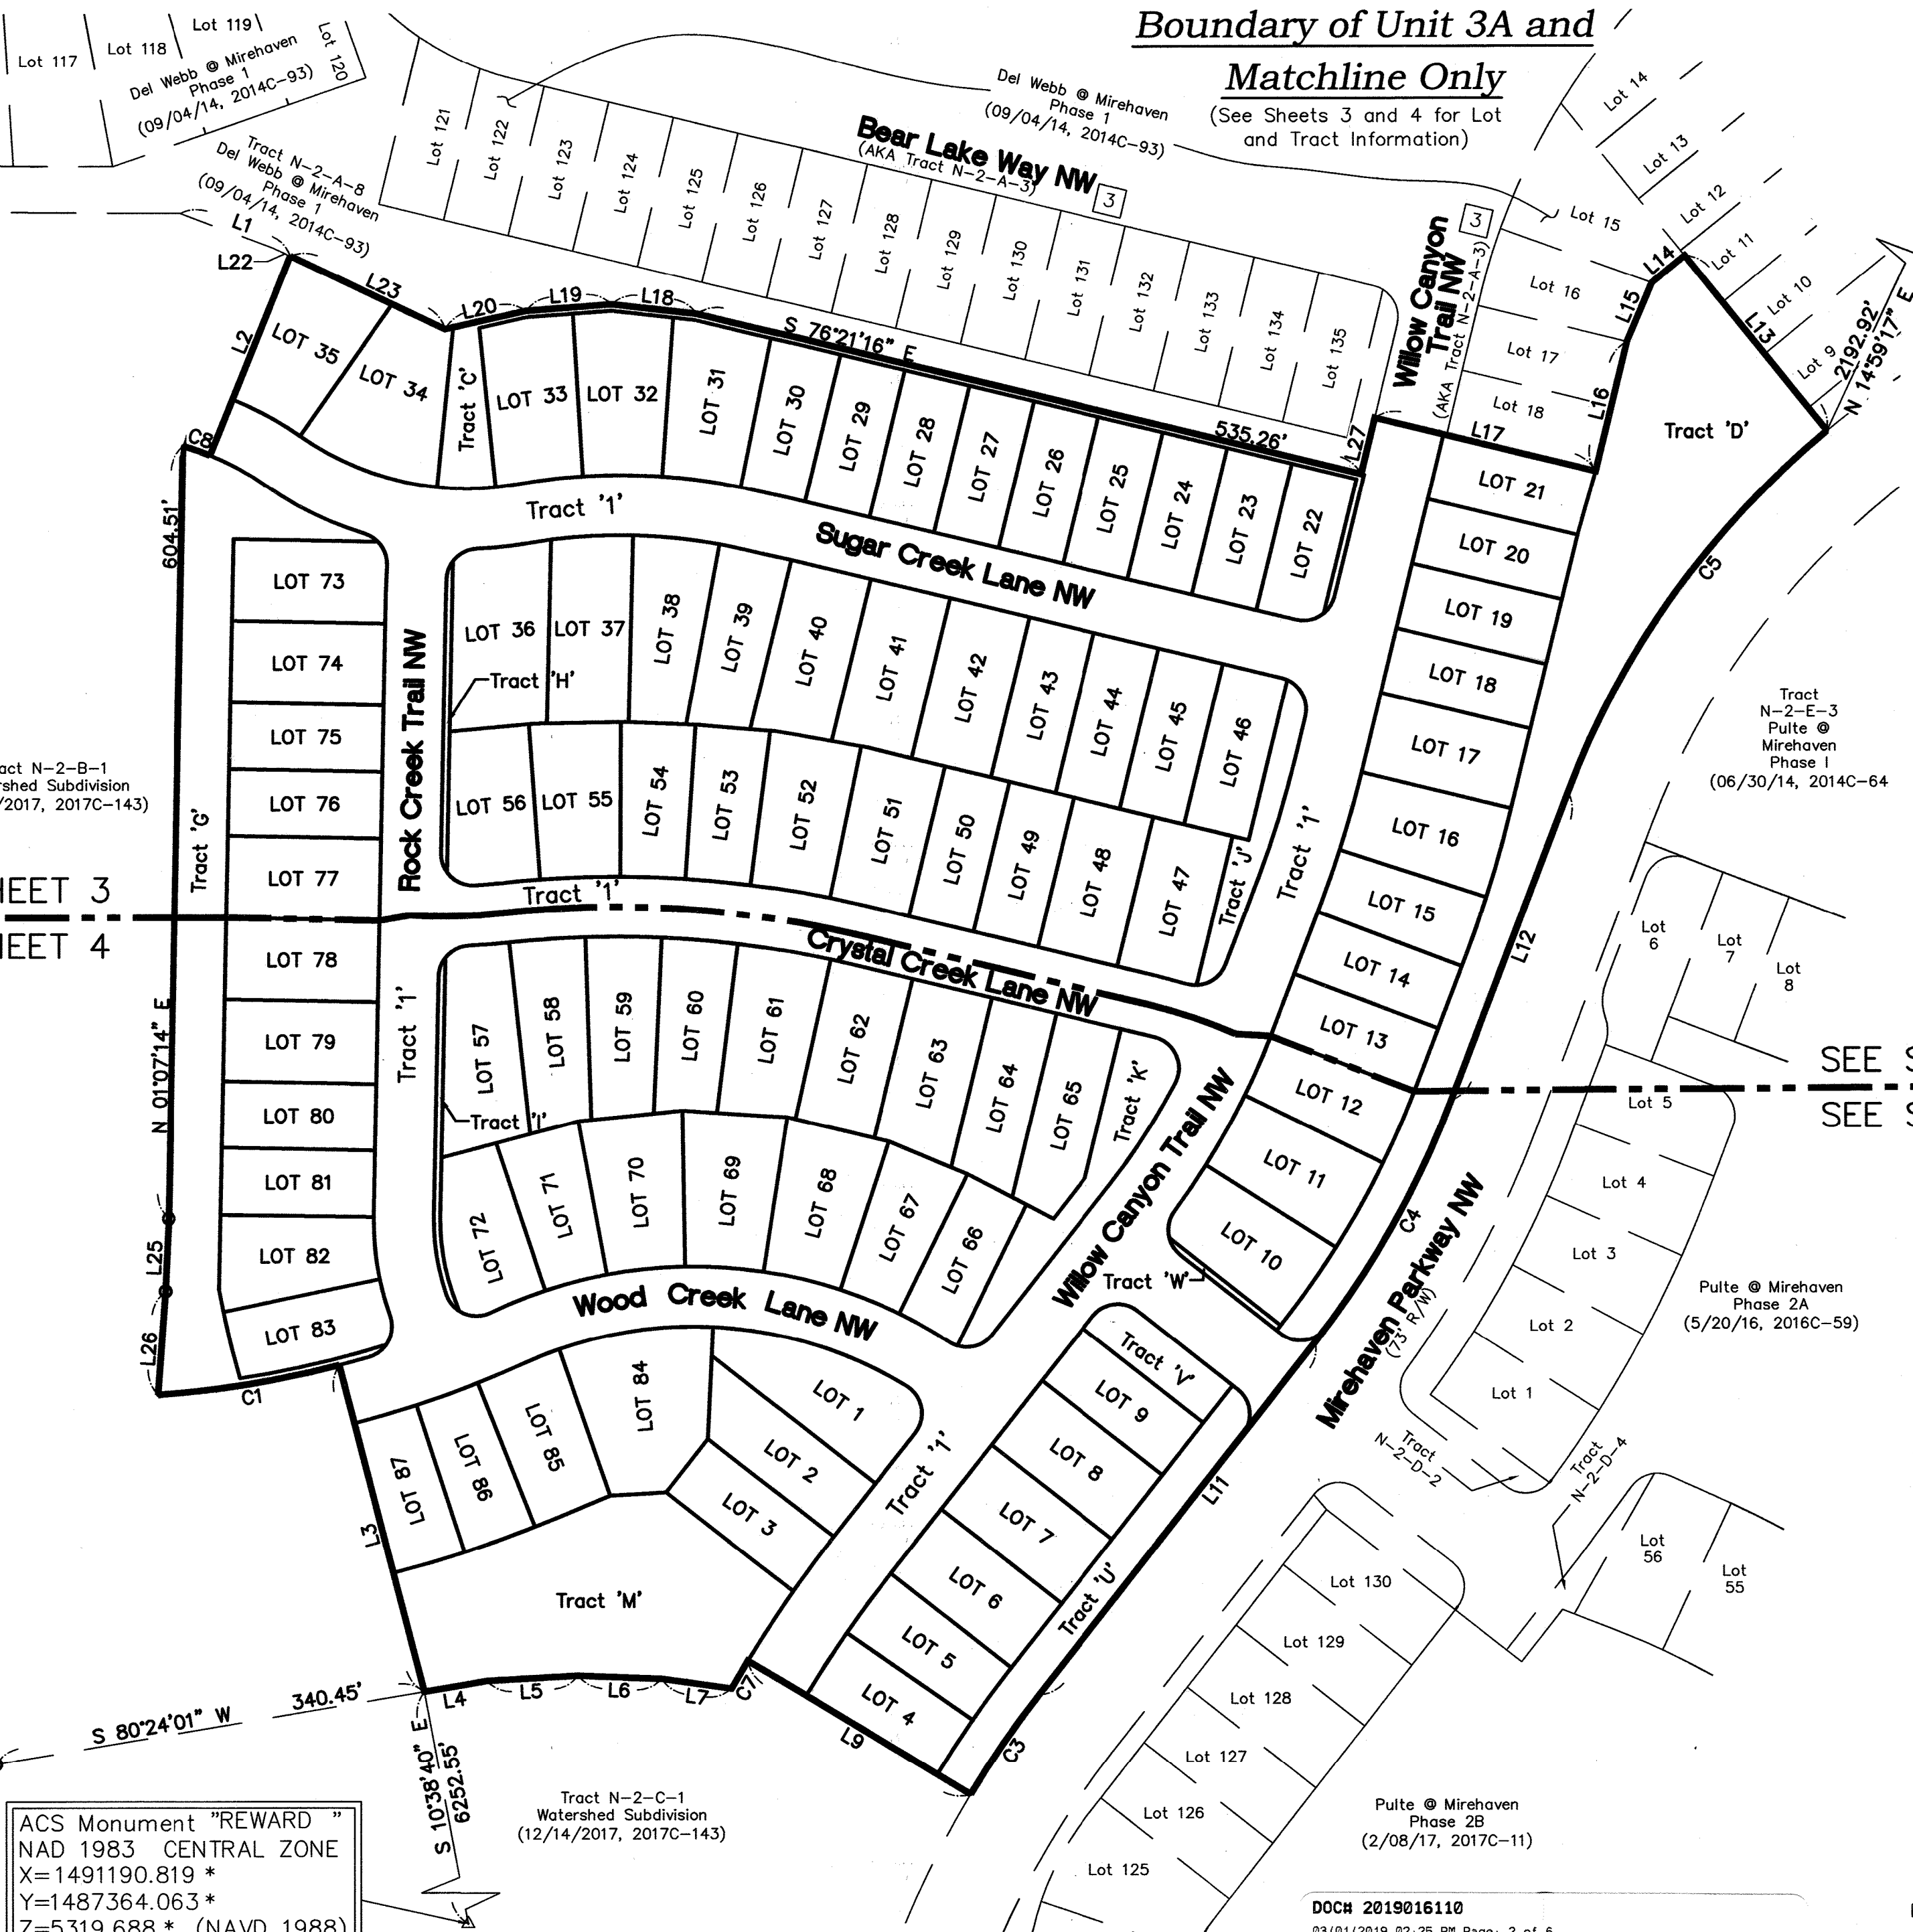 Boundary of Unit 3A and
Matchline Only
(See Sheets 3 and 4 for Lot
and Tract Information)
Lot 117
Lot 118
Lot 119
Lot 120
Del Webb @ Mirehaven
Phase 1
(09/04/14, 2014C-93)
Tract N-2-A-8
Del Webb @ Mirehaven
Phase 1
(09/04/14, 2014C-93)
Del Webb @ Mirehaven
Phase 1
(09/04/14, 2014C-93)
Bear Lake Way NW
(AKA Tract N-2-A-3)
3
Lot 121
Lot 122
Lot 123
Lot 124
Lot 125
Lot 126
Lot 127
Lot 128
Lot 129
Lot 130
Lot 131
Lot 132
Lot 133
Lot 134
Lot 135
Willow Canyon
Trail NW
(AKA Tract N-2-A-3)
3
Lot 14
Lot 13
Lot 12
Lot 11
Lot 10
Lot 9
Lot 15
Lot 16
Lot 17
Lot 18
L1
L22
L23
L2
L20
L19
L18
S 76°21'16" E
535.26'
L27
L17
L16
L15
L14
L13
2192.92'
N 14°59'17" E
Tract 'D'
C8
C5
LOT 35
LOT 34
Tract 'C'
LOT 33
LOT 32
LOT 31
LOT 30
LOT 29
LOT 28
LOT 27
LOT 26
LOT 25
LOT 24
LOT 23
LOT 22
LOT 21
LOT 20
LOT 19
LOT 18
LOT 17
LOT 16
LOT 15
LOT 14
LOT 13
LOT 12
LOT 11
LOT 10
Tract '1'
Sugar Creek Lane NW
604.51'
LOT 73
LOT 74
LOT 75
LOT 76
LOT 77
LOT 78
LOT 79
LOT 80
LOT 81
LOT 82
LOT 83
Tract 'G'
Rock Creek Trail NW
LOT 36
LOT 37
LOT 38
LOT 39
LOT 40
LOT 41
LOT 42
LOT 43
LOT 44
LOT 45
LOT 46
Tract 'H'
LOT 56
LOT 55
LOT 54
LOT 53
LOT 52
LOT 51
LOT 50
LOT 49
LOT 48
LOT 47
Tract 'J'
Tract '1'
Tract '1'
Crystal Creek Lane NW
Tract
N-2-E-3
Pulte @
Mirehaven
Phase I
(06/30/14, 2014C-64
act N-2-B-1
rshed Subdivision
/2017, 2017C-143)
HEET 3
HEET 4
L12
Lot
6
Lot
7
Lot
8
SEE S
SEE S
N 01°07'14" E
Tract '1'
LOT 57
LOT 58
LOT 59
LOT 60
LOT 61
LOT 62
LOT 63
LOT 64
LOT 65
Tract 'K'
Tract 'I'
LOT 72
LOT 71
LOT 70
LOT 69
LOT 68
LOT 67
LOT 66
Willow Canyon Trail NW
Tract 'W'
Wood Creek Lane NW
L25
L26
C1
C4
Mirehaven Parkway NW
(73' R/W)
Lot 5
Lot 4
Lot 3
Lot 2
Lot 1
Pulte @ Mirehaven
Phase 2A
(5/20/16, 2016C-59)
Tract
N-2-D-2
Tract
N-2-D-4
Lot
56
Lot
55
L3
LOT 87
LOT 86
LOT 85
LOT 84
LOT 1
LOT 2
LOT 3
Tract '1'
Tract 'V'
LOT 9
LOT 8
LOT 7
LOT 6
LOT 5
LOT 4
Tract 'U'
L11
Tract 'M'
L4
L5
L6
L7
C7
L9
C3
Lot 130
Lot 129
Lot 128
Lot 127
Lot 126
Lot 125
S 80°24'01" W
340.45'
S 10°38'40" E
6252.55'
Tract N-2-C-1
Watershed Subdivision
(12/14/2017, 2017C-143)
Pulte @ Mirehaven
Phase 2B
(2/08/17, 2017C-11)
ACS Monument "REWARD "
NAD 1983 CENTRAL ZONE
X=1491190.819 *
Y=1487364.063 *
Z=5319.688 * (NAVD 1988)
DOC# 2019016110
03/01/2019 02:25 PM Page: 2 of 6